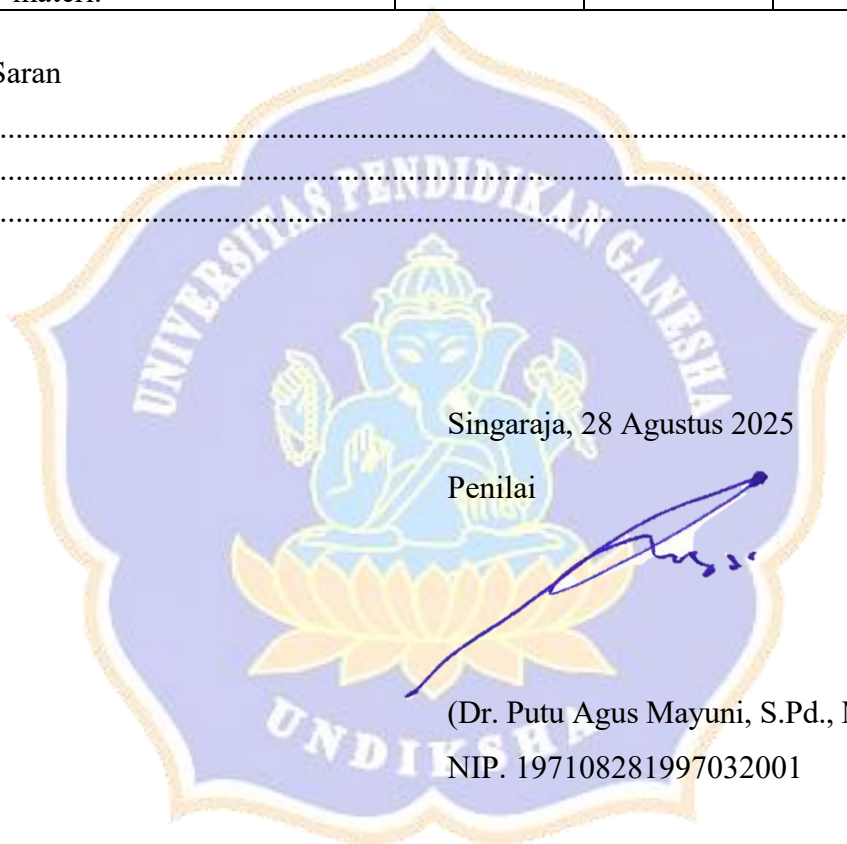 materi.
Saran
....................................................................................................
....................................................................................................
....................................................................................................
UNIVERSITAS PENDIDIKAN GANESHA
Singaraja, 28 Agustus 2025
Penilai
(Dr. Putu Agus Mayuni, S.Pd.,
NIP. 197108281997032001
UNDIKSHA